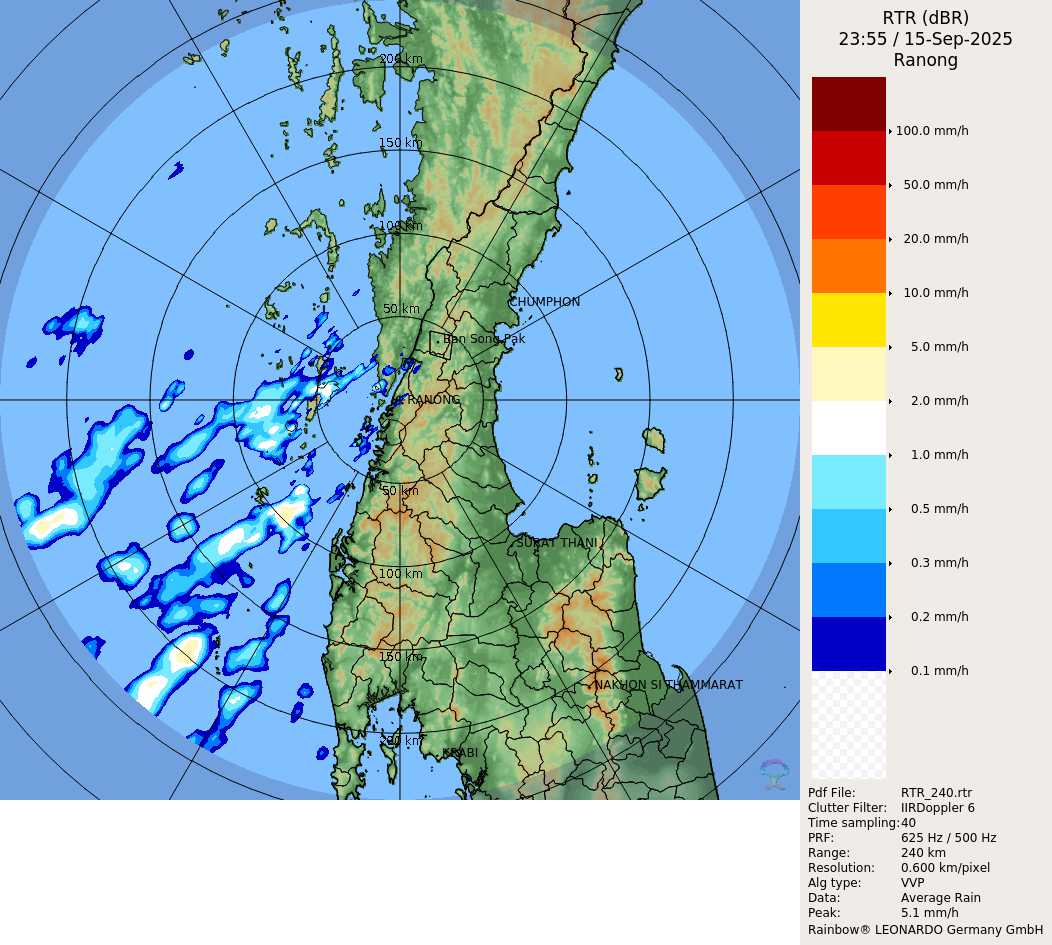 RTR (dBR)
23:55 / 15-Sep-2025
Ranong
100.0 mm/h
50.0 mm/h
20.0 mm/h
10.0 mm/h
5.0 mm/h
2.0 mm/h
1.0 mm/h
0.5 mm/h
0.3 mm/h
0.2 mm/h
0.1 mm/h
200 km
150 km
100 km
50 km
CHUMPHON
Ban Song Pak
RANONG
50 km
SURAT THANI
100 km
150 km
NAKHON SI THAMMARAT
200 km
KRABI
Pdf File: RTR_240.rtr
Clutter Filter: IIRDoppler 6
Time sampling:40
PRF: 625 Hz / 500 Hz
Range: 240 km
Resolution: 0.600 km/pixel
Alg type: VVP
Data: Average Rain
Peak: 5.1 mm/h
Rainbow® LEONARDO Germany GmbH